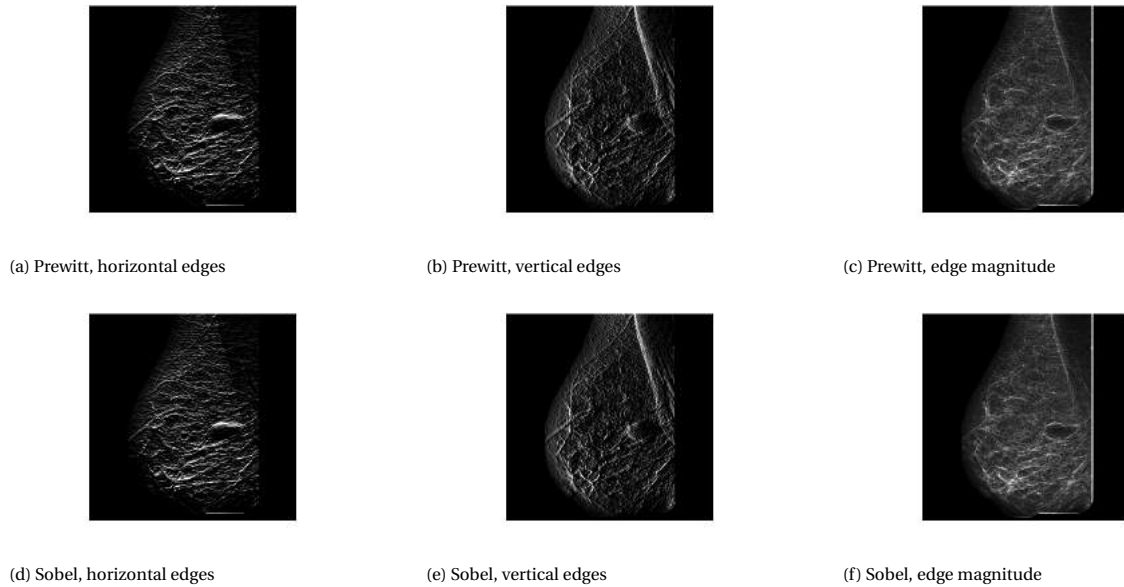 (a) Prewitt, horizontal edges
(b) Prewitt, vertical edges
(c) Prewitt, edge magnitude
(d) Sobel, horizontal edges
(e) Sobel, vertical edges
(f) Sobel, edge magnitude